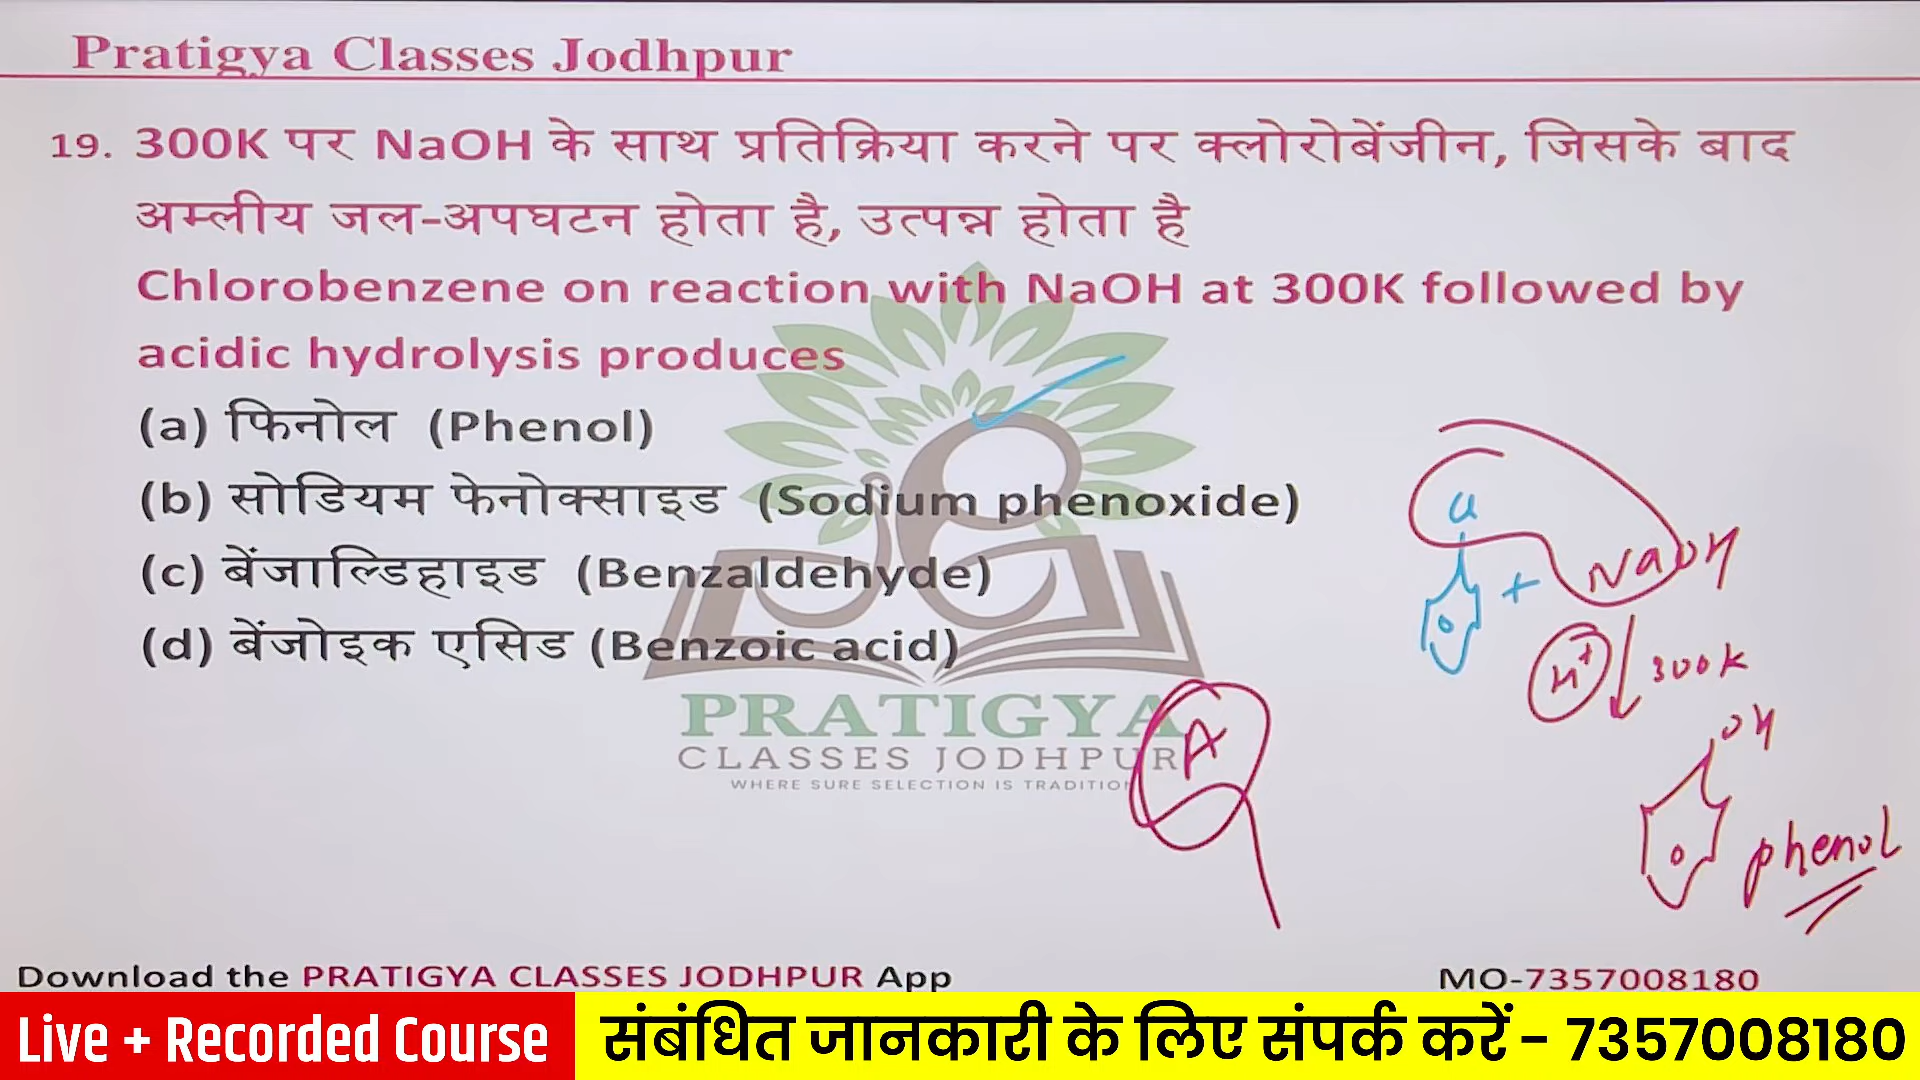 Pratigya Classes Jodhpur
19. 300K पर NaOH के साथ प्रतिक्रिया करने पर क्लोरोबेंजीन, जिसके बाद
अम्लीय जल-अपघटन होता है, उत्पन्न होता है
Chlorobenzene on reaction with NaOH at 300K followed by
acidic hydrolysis produces
(a) फिनोल (Phenol)
(b) सोडियम फेनोक्साइड (Sodium phenoxide)
(c) बेंजाल्डिहाइड (Benzaldehyde)
(d) बेंजोइक एसिड (Benzoic acid)
Cl
+ NaOH
H+ 300K
OH
phenol
A
PRATIGYA
CLASSES JODHPUR
WHERE SURE SELECTION IS TRADITION
Download the PRATIGYA CLASSES JODHPUR App
MO-7357008180
Live + Recorded Course
संबंधित जानकारी के लिए संपर्क करें - 7357008180